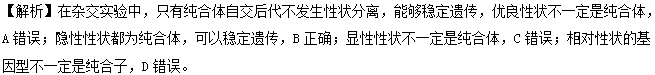 【解析】在杂交实验中，只有纯合体自交后代不发生性状分离，能够稳定遗传，优良性状不一定是纯合体，
A 错误；隐性性状都为纯合体，可以稳定遗传，B 正确；显性性状不一定是纯合体，C 错误；相对性状的基
因型不一定是纯合子，D 错误。